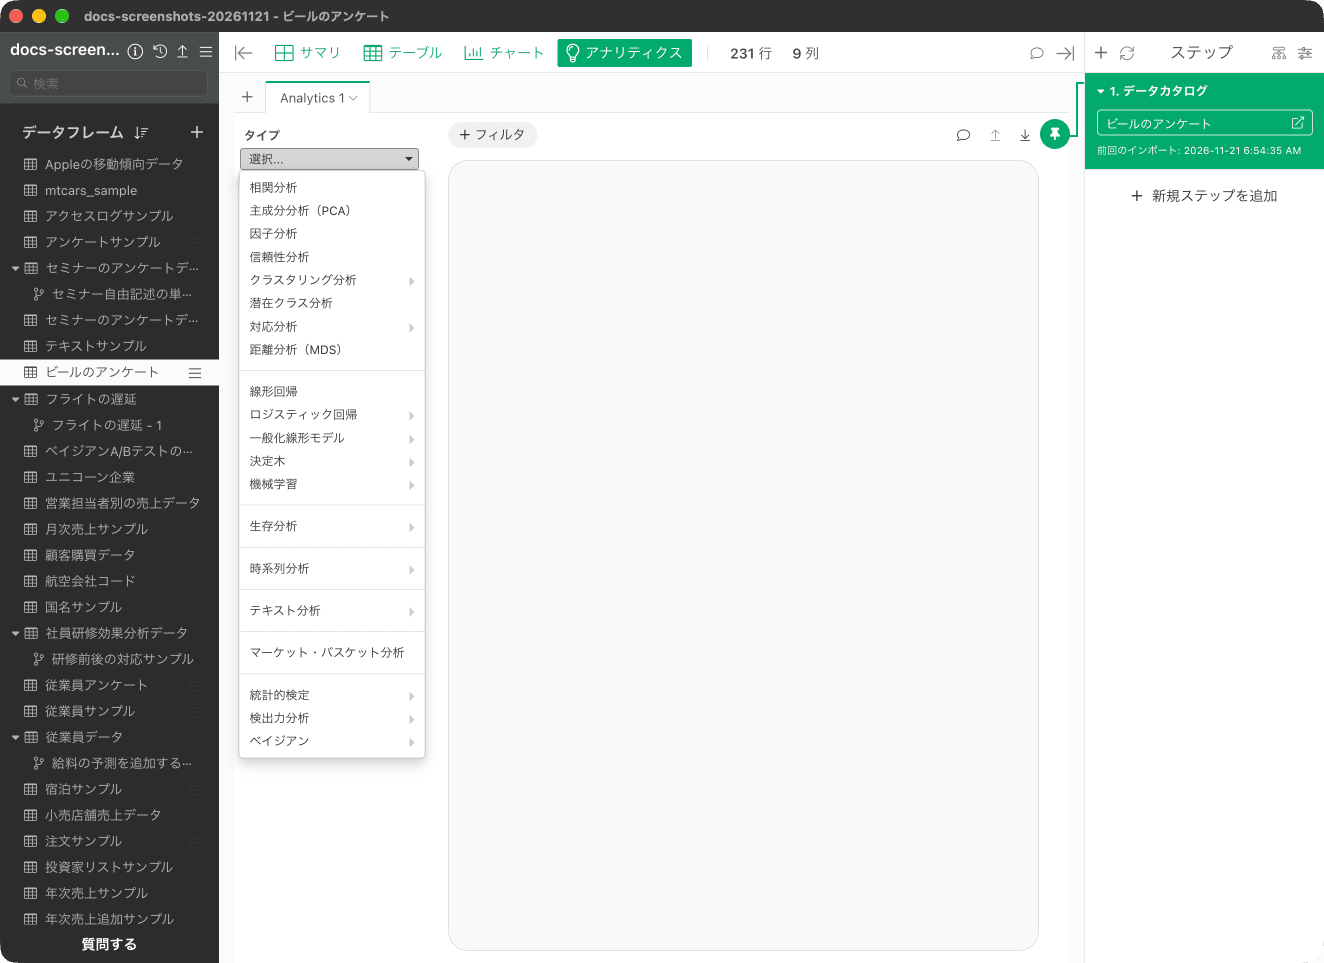 docs-screenshots-20261121 - ビールのアンケート
docs-screen...
検索
データフレーム
Appleの移動傾向データ
mtcars_sample
アクセスログサンプル
アンケートサンプル
セミナーのアンケートデ...
セミナー自由記述の単...
セミナーのアンケートデ...
テキストサンプル
ビールのアンケート
フライトの遅延
フライトの遅延 - 1
ベイジアンA/Bテストの...
ユニコーン企業
営業担当者別の売上データ
月次売上サンプル
顧客購買データ
航空会社コード
国名サンプル
社員研修効果分析データ
研修前後の対応サンプル
従業員アンケート
従業員サンプル
従業員データ
給料の予測を追加する...
宿泊サンプル
小売店舗売上データ
注文サンプル
投資家リストサンプル
年次売上サンプル
年次売上追加サンプル
質問する
サマリ
テーブル
チャート
アナリティクス
231 行
9 列
Analytics 1
タイプ
選択...
フィルタ
相関分析
主成分分析（PCA）
因子分析
信頼性分析
クラスタリング分析
潜在クラス分析
対応分析
距離分析（MDS）
線形回帰
ロジスティック回帰
一般化線形モデル
決定木
機械学習
生存分析
時系列分析
テキスト分析
マーケット・バスケット分析
統計的検定
検出力分析
ベイジアン
ステップ
1. データカタログ
ビールのアンケート
前回のインポート: 2026-11-21 6:54:35 AM
新規ステップを追加